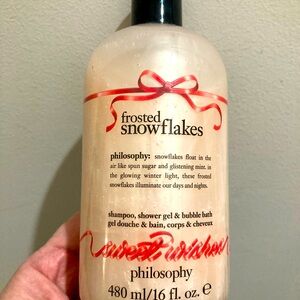 frosted
snowflakes
philosophy: snowflakes float in the
air like spun sugar and glistening mint. in
the glowing winter light, these frosted
snowflakes illuminate our days and nights.
shampoo, shower gel & bubble bath
gel douche & bain, corps & cheveux
philosophy
480 ml/16 fl. oz. e